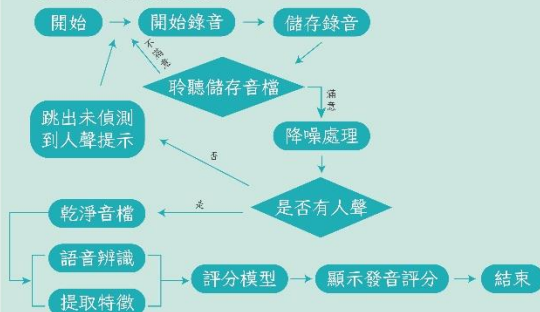 開始
開始錄音
儲存錄音
不滿意
聆聽儲存音檔
滿意
跳出未偵測
到人聲提示
降噪處理
否
是否有人聲
是
乾淨音檔
語音辨識
提取特徵
評分模型
顯示發音評分
結束